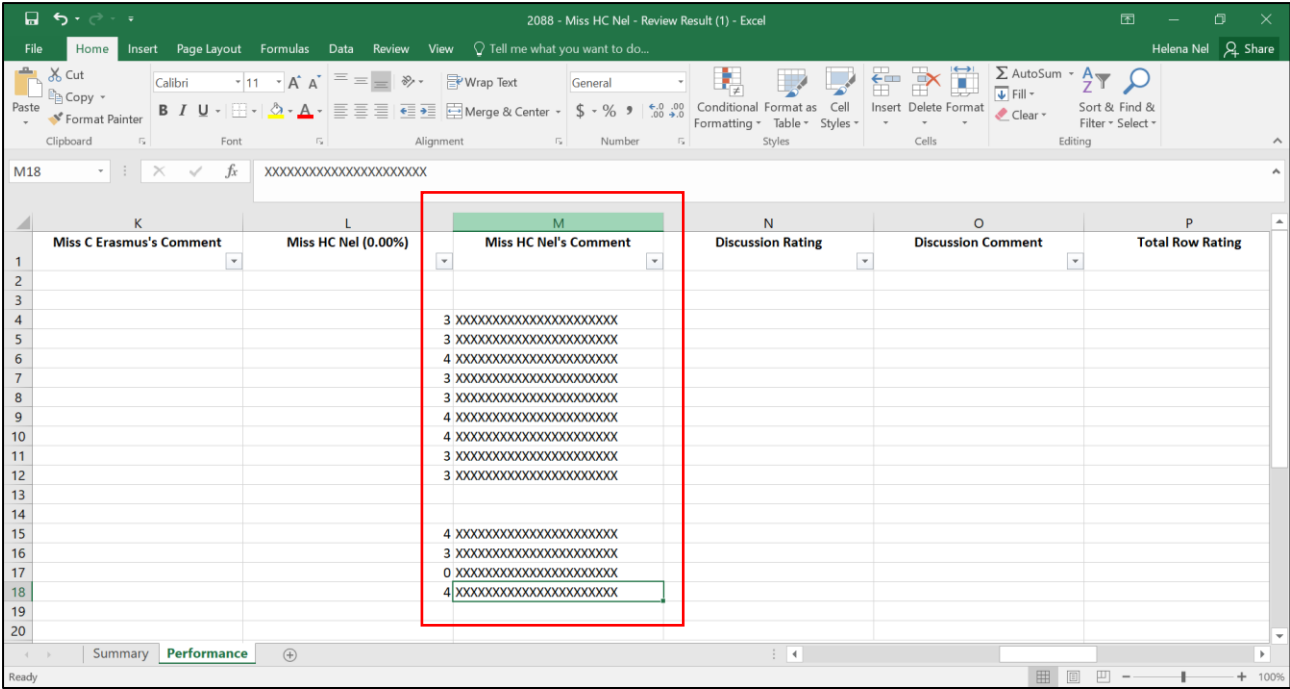 2088 - Miss HC Nel - Review Result (1) - Excel
File Home Insert Page Layout Formulas Data Review View Tell me what you want to do... Helena Nel Share
Paste
Cut
Copy
Format Painter
Clipboard
Calibri 11 A A
B I U A
Font
Wrap Text
Merge & Center
Alignment
General
$ % , .0 .00 .00 .0
Number
Conditional Formatting
Format as Table
Cell Styles
Styles
Insert Delete Format
Cells
AutoSum
Fill
Clear
Sort & Filter
Find & Select
Editing
M18 fx XXXXXXXXXXXXXXXXXXXXXX
K L M N O P
1 Miss C Erasmus's Comment Miss HC Nel (0.00%) Miss HC Nel's Comment Discussion Rating Discussion Comment Total Row Rating
2
3
4 3 XXXXXXXXXXXXXXXXXXXXXX
5 3 XXXXXXXXXXXXXXXXXXXXXX
6 4 XXXXXXXXXXXXXXXXXXXXXX
7 3 XXXXXXXXXXXXXXXXXXXXXX
8 3 XXXXXXXXXXXXXXXXXXXXXX
9 4 XXXXXXXXXXXXXXXXXXXXXX
10 4 XXXXXXXXXXXXXXXXXXXXXX
11 3 XXXXXXXXXXXXXXXXXXXXXX
12 3 XXXXXXXXXXXXXXXXXXXXXX
13
14
15 4 XXXXXXXXXXXXXXXXXXXXXX
16 3 XXXXXXXXXXXXXXXXXXXXXX
17 0 XXXXXXXXXXXXXXXXXXXXXX
18 4 XXXXXXXXXXXXXXXXXXXXXX
19
20
Summary Performance
Ready 100%